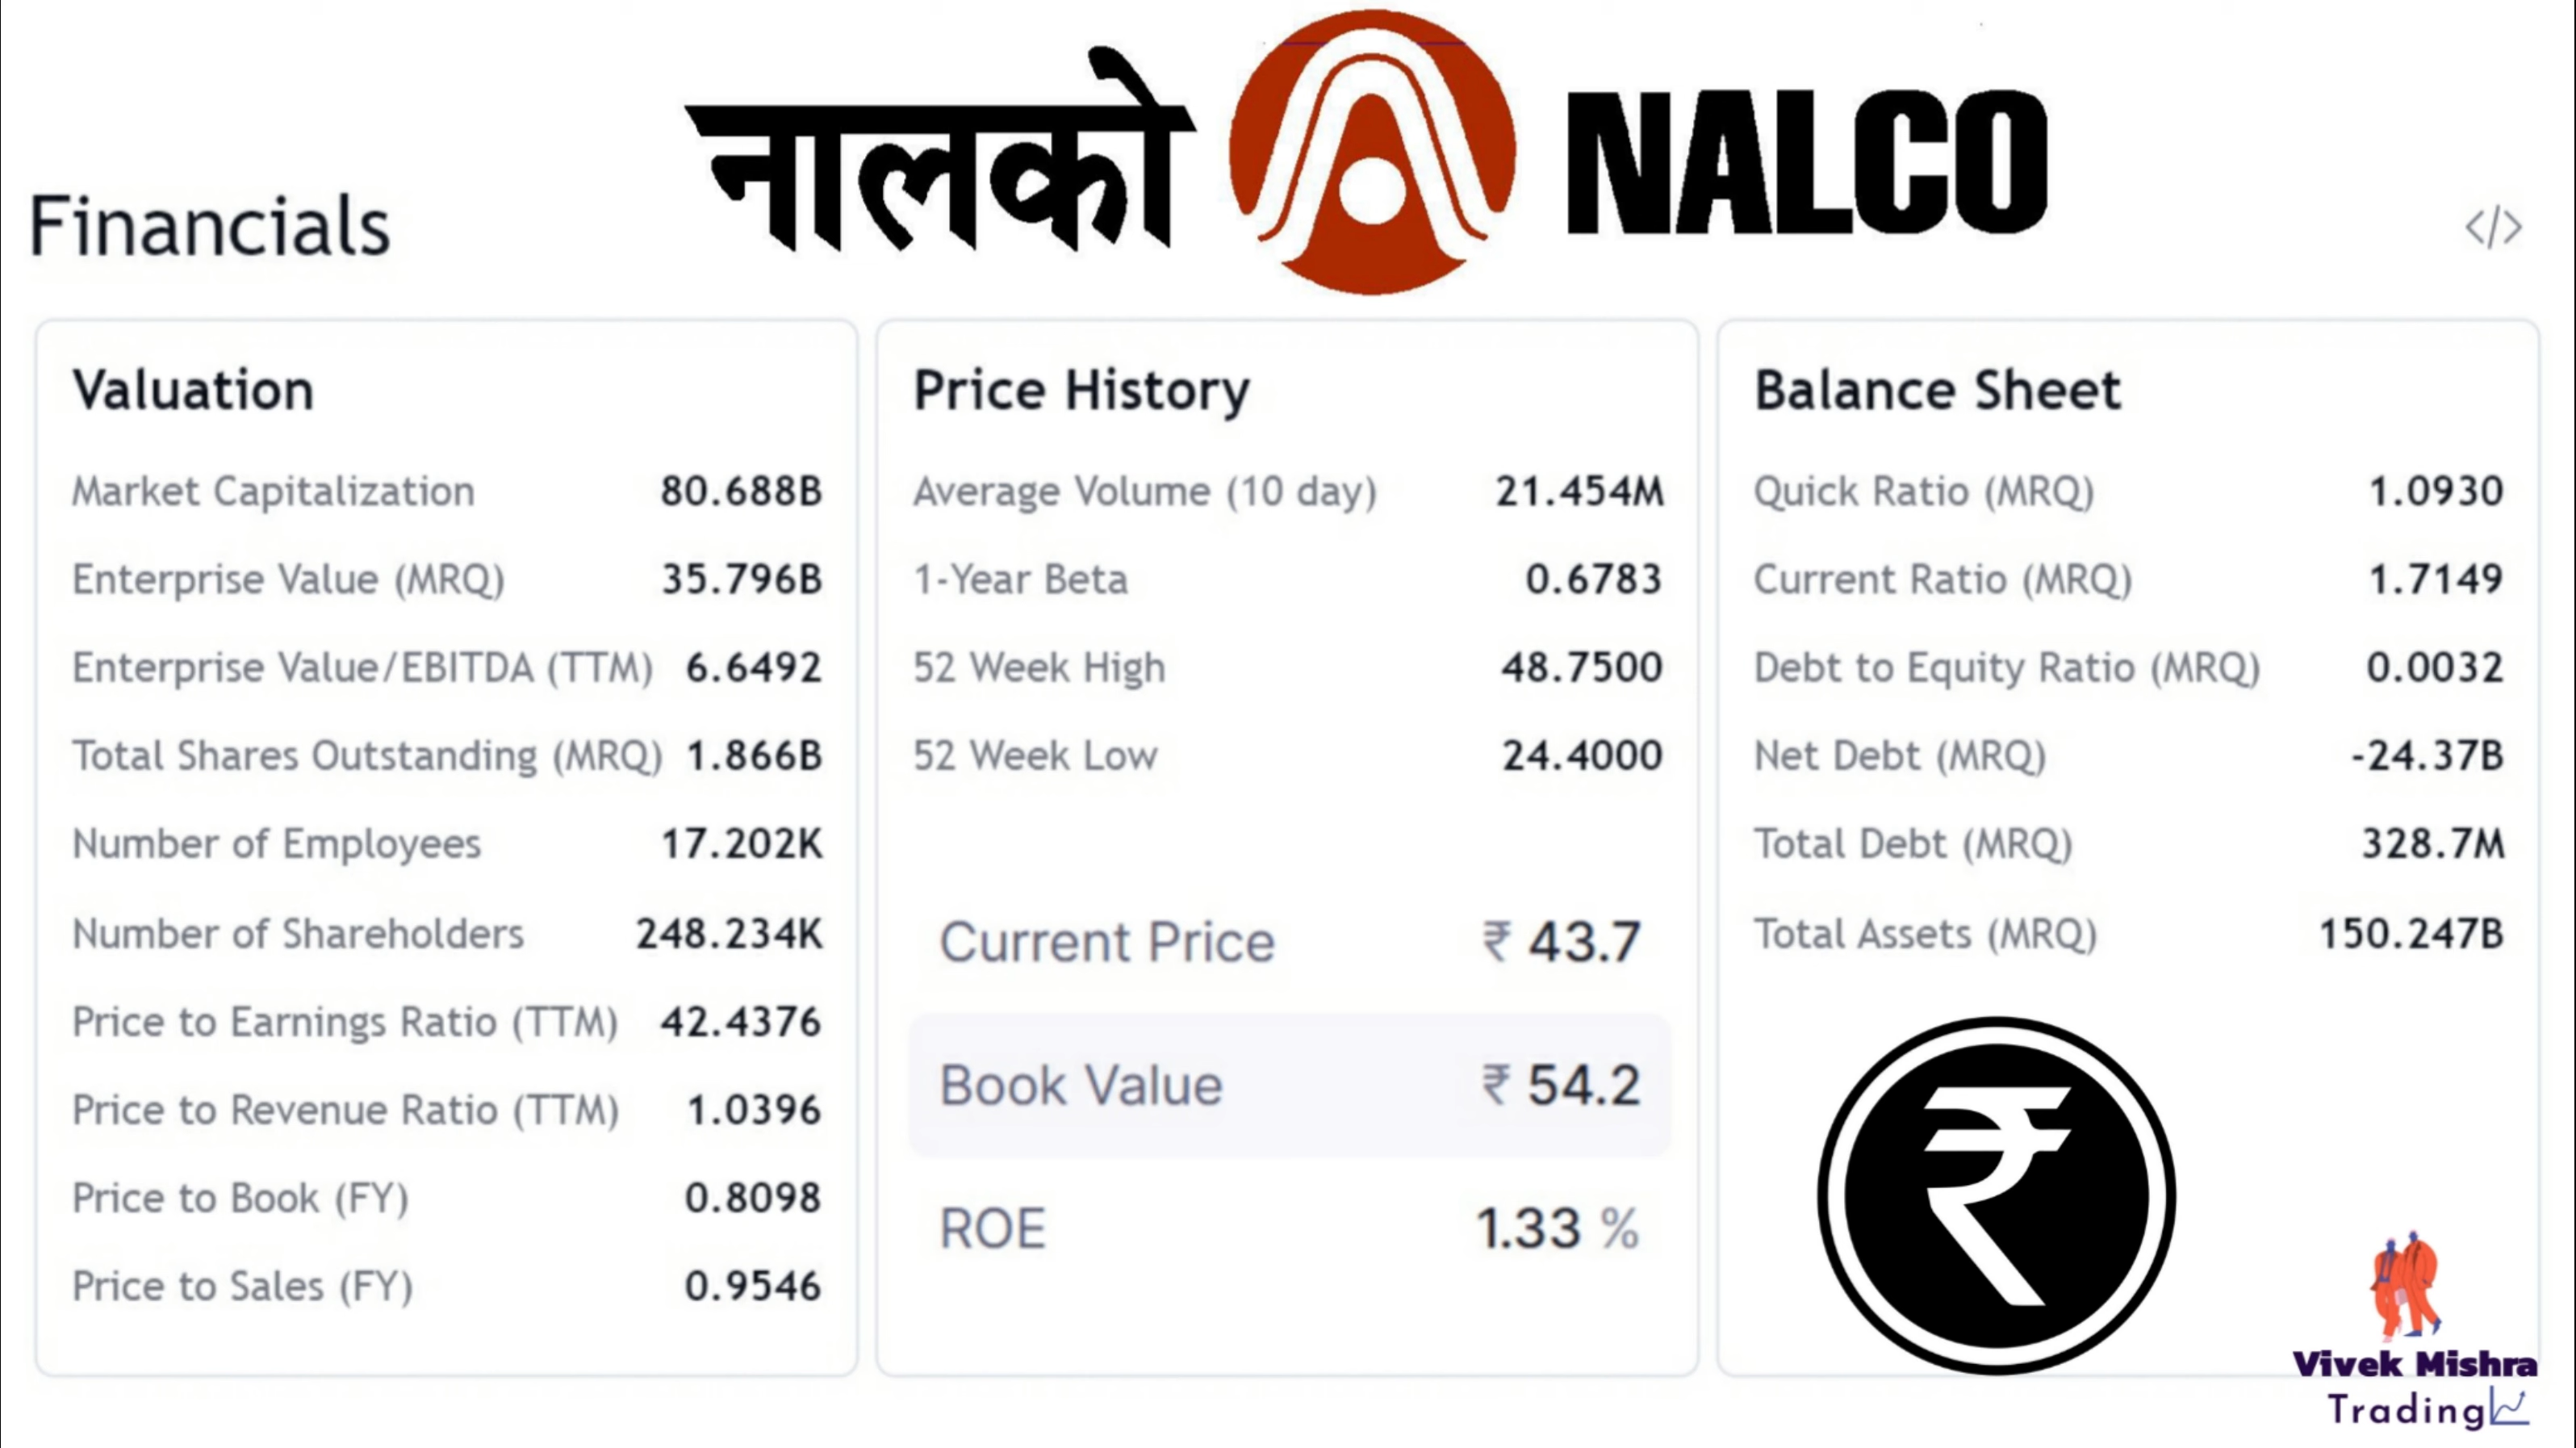 नालको NALCO
Financials
</>
Valuation
Market Capitalization 80.688B
Enterprise Value (MRQ) 35.796B
Enterprise Value/EBITDA (TTM) 6.6492
Total Shares Outstanding (MRQ) 1.866B
Number of Employees 17.202K
Number of Shareholders 248.234K
Price to Earnings Ratio (TTM) 42.4376
Price to Revenue Ratio (TTM) 1.0396
Price to Book (FY) 0.8098
Price to Sales (FY) 0.9546
Price History
Average Volume (10 day) 21.454M
1-Year Beta 0.6783
52 Week High 48.7500
52 Week Low 24.4000
Current Price ₹ 43.7
Book Value ₹ 54.2
ROE 1.33 %
Balance Sheet
Quick Ratio (MRQ) 1.0930
Current Ratio (MRQ) 1.7149
Debt to Equity Ratio (MRQ) 0.0032
Net Debt (MRQ) -24.37B
Total Debt (MRQ) 328.7M
Total Assets (MRQ) 150.247B
₹
Vivek Mishra
Trading